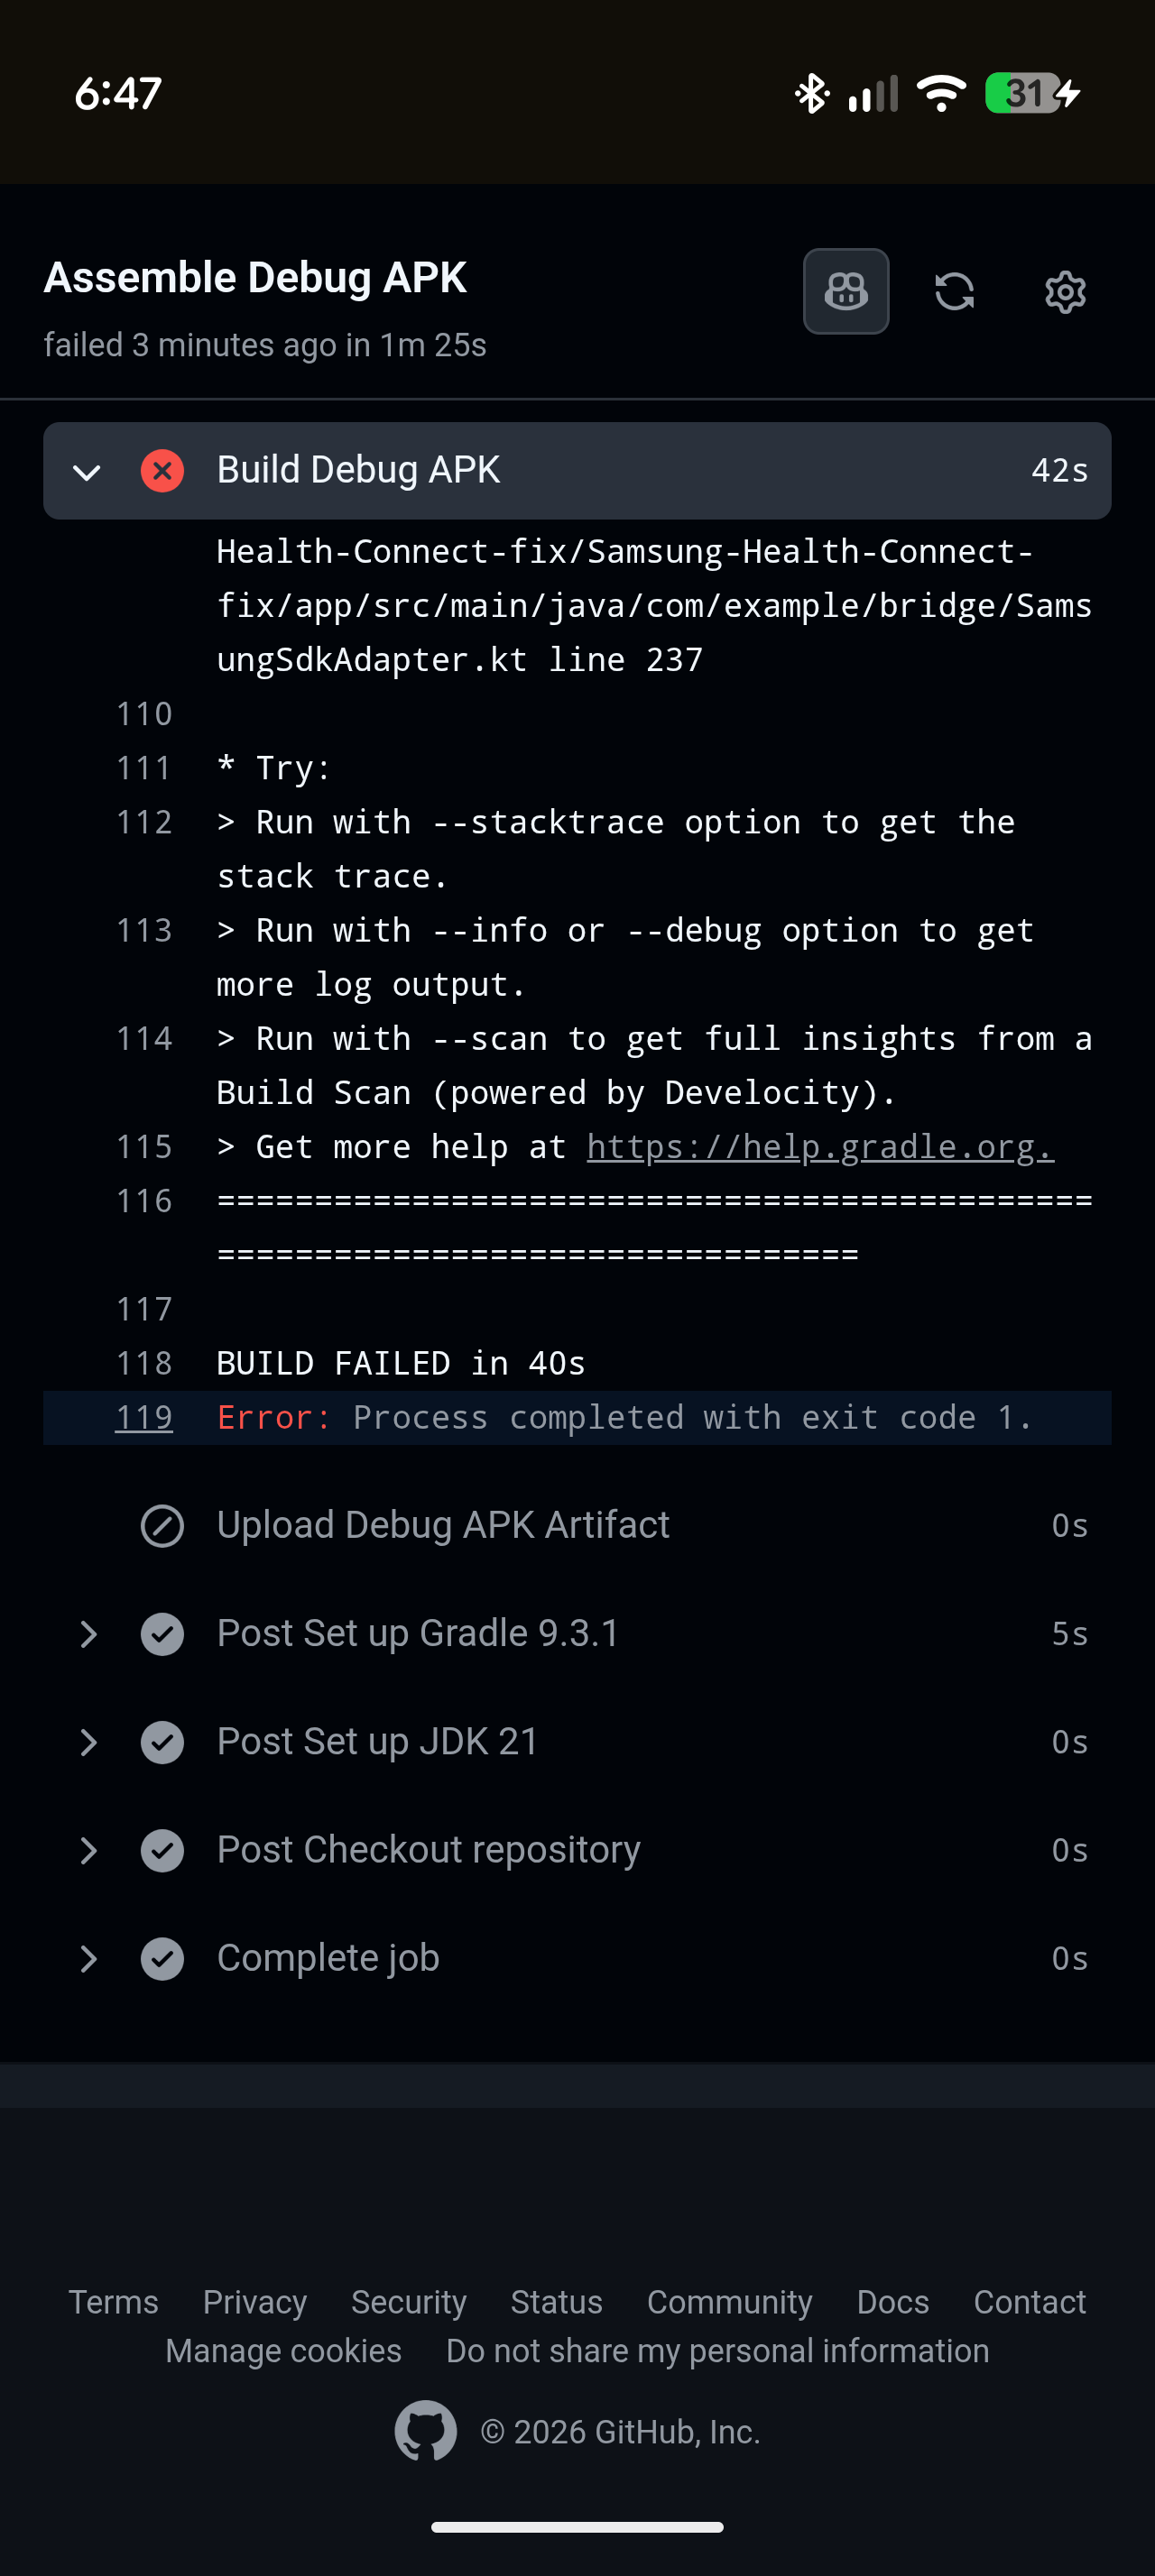 6:47
31
Assemble Debug APK
failed 3 minutes ago in 1m 25s
Build Debug APK 42s
Health-Connect-fix/Samsung-Health-Connect-
fix/app/src/main/java/com/example/bridge/Sams
ungSdkAdapter.kt line 237
110
111 * Try:
112 > Run with --stacktrace option to get the
stack trace.
113 > Run with --info or --debug option to get
more log output.
114 > Run with --scan to get full insights from a
Build Scan (powered by Develocity).
115 > Get more help at https://help.gradle.org.
116 =============================================
=================================
117
118 BUILD FAILED in 40s
119 Error: Process completed with exit code 1.
Upload Debug APK Artifact 0s
Post Set up Gradle 9.3.1 5s
Post Set up JDK 21 0s
Post Checkout repository 0s
Complete job 0s
Terms Privacy Security Status Community Docs Contact
Manage cookies Do not share my personal information
© 2026 GitHub, Inc.